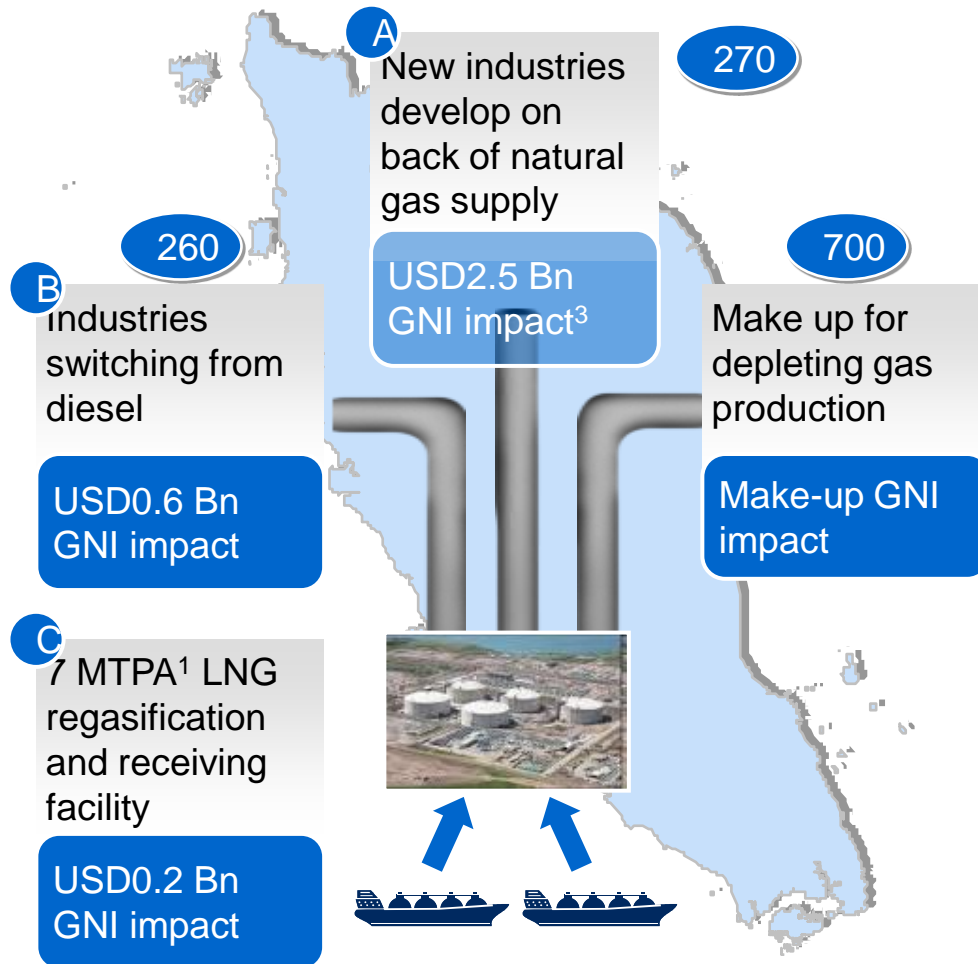 A
New industries
develop on
back of natural
gas supply
USD2.5 Bn
GNI impact³
270
260
B
Industries
switching from
diesel
USD0.6 Bn
GNI impact
700
Make up for
depleting gas
production
Make-up GNI
impact
C
7 MTPA¹ LNG
regasification
and receiving
facility
USD0.2 Bn
GNI impact